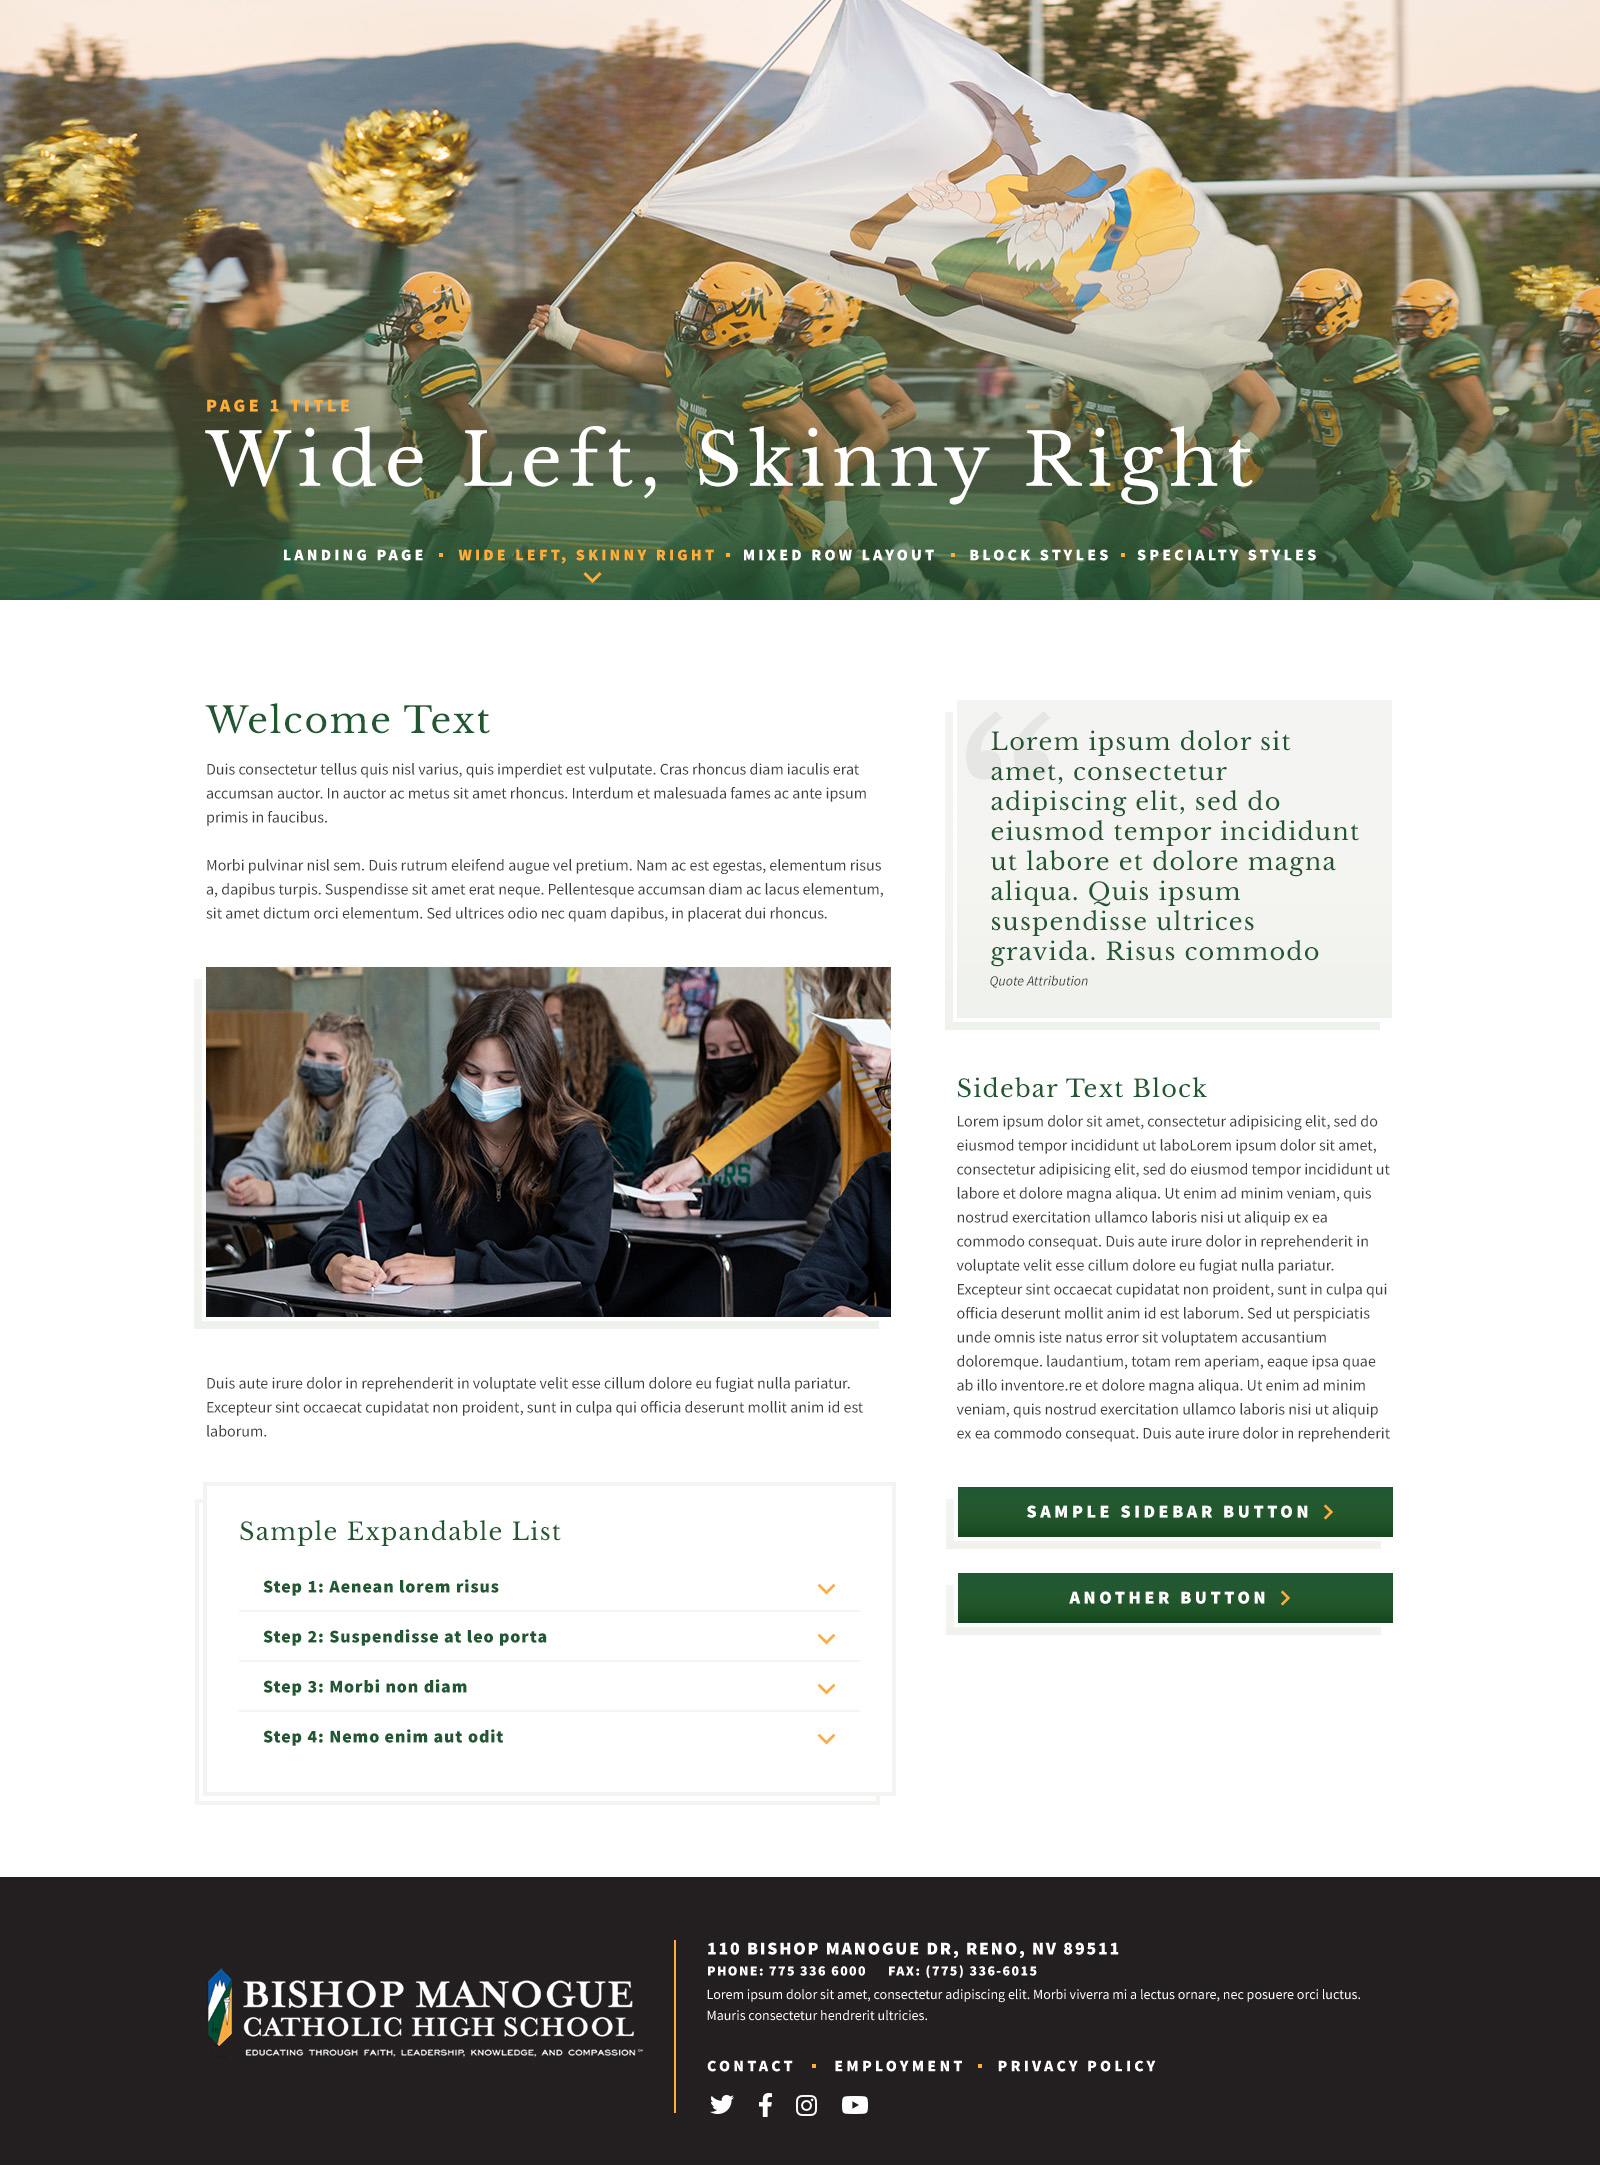 PAGE 1 TITLE
Wide Left, Skinny Right
LANDING PAGE ▪ WIDE LEFT, SKINNY RIGHT ▪ MIXED ROW LAYOUT ▪ BLOCK STYLES ▪ SPECIALTY STYLES
Welcome Text
Duis consectetur tellus quis nisl varius, quis imperdiet est vulputate. Cras rhoncus diam iaculis erat
accumsan auctor. In auctor ac metus sit amet rhoncus. Interdum et malesuada fames ac ante ipsum
primis in faucibus.
Morbi pulvinar nisl sem. Duis rutrum eleifend augue vel pretium. Nam ac est egestas, elementum risus
a, dapibus turpis. Suspendisse sit amet erat neque. Pellentesque accumsan diam ac lacus elementum,
sit amet dictum orci elementum. Sed ultrices odio nec quam dapibus, in placerat dui rhoncus.
Duis aute irure dolor in reprehenderit in voluptate velit esse cillum dolore eu fugiat nulla pariatur.
Excepteur sint occaecat cupidatat non proident, sunt in culpa qui officia deserunt mollit anim id est
laborum.
Sample Expandable List
Step 1: Aenean lorem risus
Step 2: Suspendisse at leo porta
Step 3: Morbi non diam
Step 4: Nemo enim aut odit
“
Lorem ipsum dolor sit
amet, consectetur
adipiscing elit, sed do
eiusmod tempor incididunt
ut labore et dolore magna
aliqua. Quis ipsum
suspendisse ultrices
gravida. Risus commodo
Quote Attribution
Sidebar Text Block
Lorem ipsum dolor sit amet, consectetur adipisicing elit, sed do
eiusmod tempor incididunt ut laboLorem ipsum dolor sit amet,
consectetur adipisicing elit, sed do eiusmod tempor incididunt ut
labore et dolore magna aliqua. Ut enim ad minim veniam, quis
nostrud exercitation ullamco laboris nisi ut aliquip ex ea
commodo consequat. Duis aute irure dolor in reprehenderit in
voluptate velit esse cillum dolore eu fugiat nulla pariatur.
Excepteur sint occaecat cupidatat non proident, sunt in culpa qui
officia deserunt mollit anim id est laborum. Sed ut perspiciatis
unde omnis iste natus error sit voluptatem accusantium
doloremque. laudantium, totam rem aperiam, eaque ipsa quae
ab illo inventore.re et dolore magna aliqua. Ut enim ad minim
veniam, quis nostrud exercitation ullamco laboris nisi ut aliquip
ex ea commodo consequat. Duis aute irure dolor in reprehenderit
SAMPLE SIDEBAR BUTTON
ANOTHER BUTTON
BISHOP MANOGUE
CATHOLIC HIGH SCHOOL
EDUCATING THROUGH FAITH, LEADERSHIP, KNOWLEDGE, AND COMPASSION
110 BISHOP MANOGUE DR, RENO, NV 89511
PHONE: 775 336 6000 FAX: (775) 336-6015
Lorem ipsum dolor sit amet, consectetur adipiscing elit. Morbi viverra mi a lectus ornare, nec posuere orci luctus.
Mauris consectetur hendrerit ultricies.
CONTACT ▪ EMPLOYMENT ▪ PRIVACY POLICY